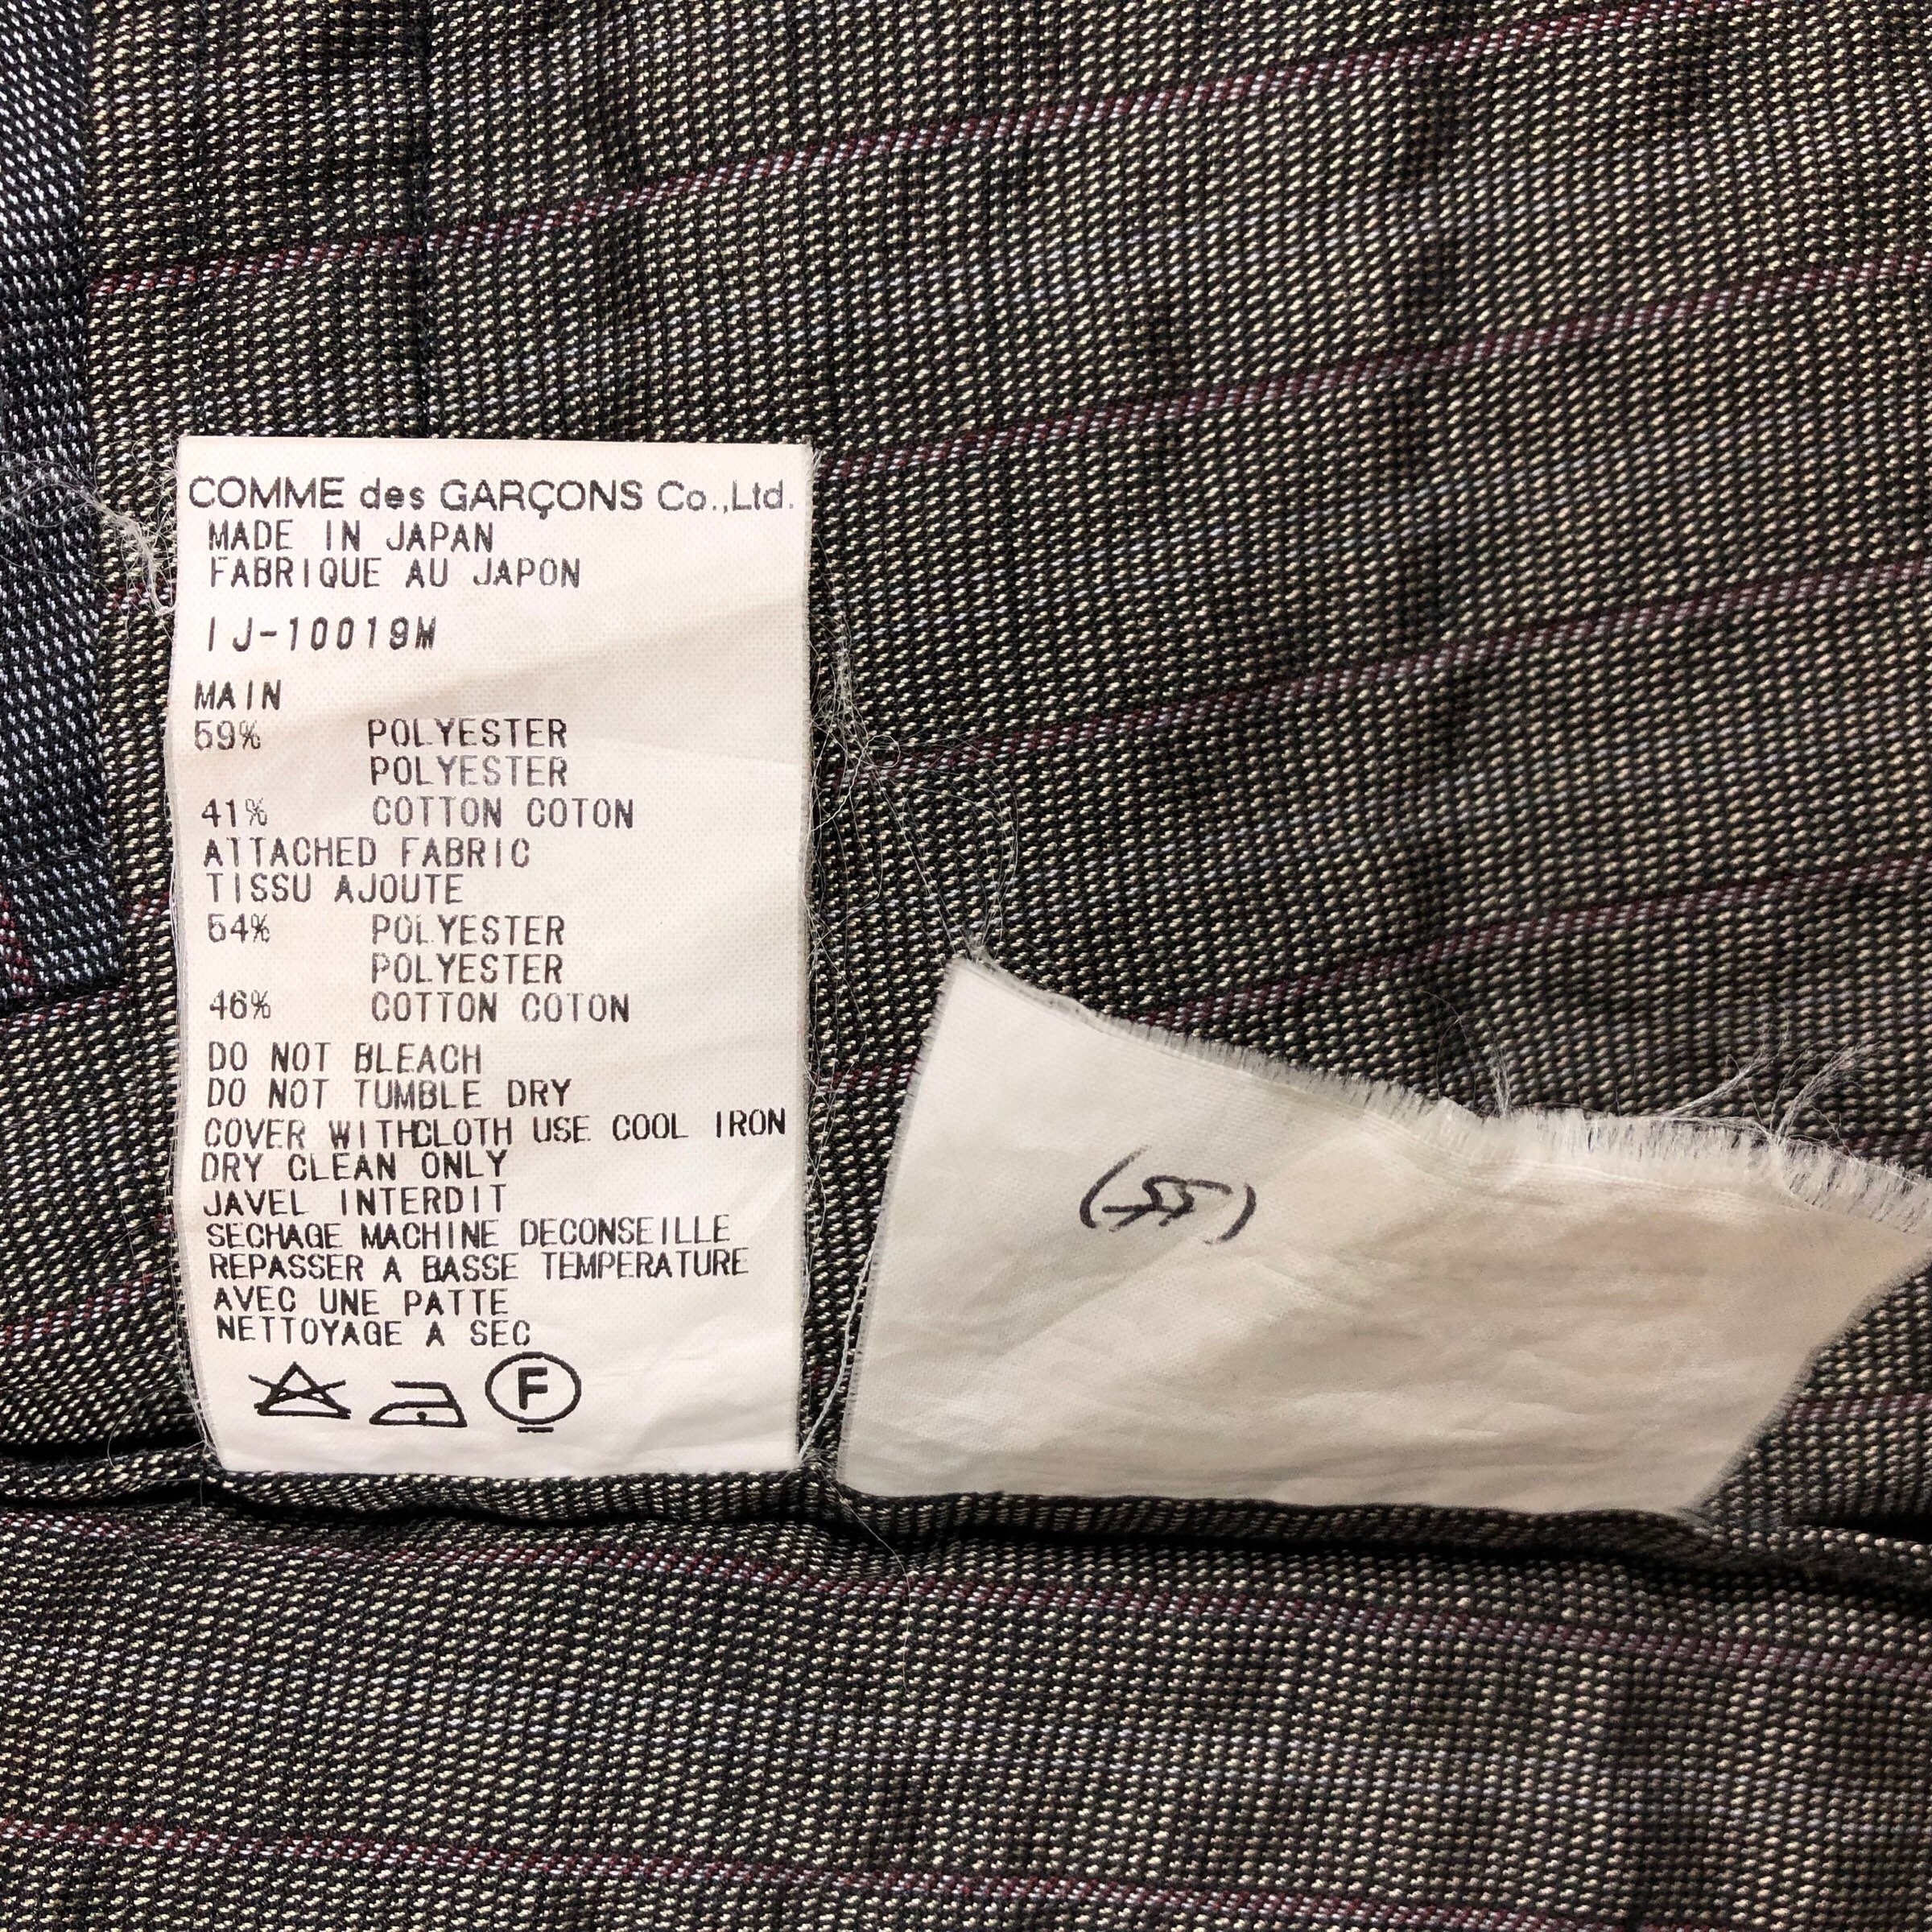 COMME des GARÇONS Co.,Ltd.
MADE IN JAPAN
FABRIQUE AU JAPON
IJ-10019M
MAIN
59% POLYESTER
POLYESTER
41% COTTON COTON
ATTACHED FABRIC
TISSU AJOUTE
54% POLYESTER
POLYESTER
46% COTTON COTON
DO NOT BLEACH
DO NOT TUMBLE DRY
COVER WITHCLOTH USE COOL IRON
DRY CLEAN ONLY
JAVEL INTERDIT
SECHAGE MACHINE DECONSEILLE
REPASSER A BASSE TEMPERATURE
AVEC UNE PATTE
NETTOYAGE A SEC
F